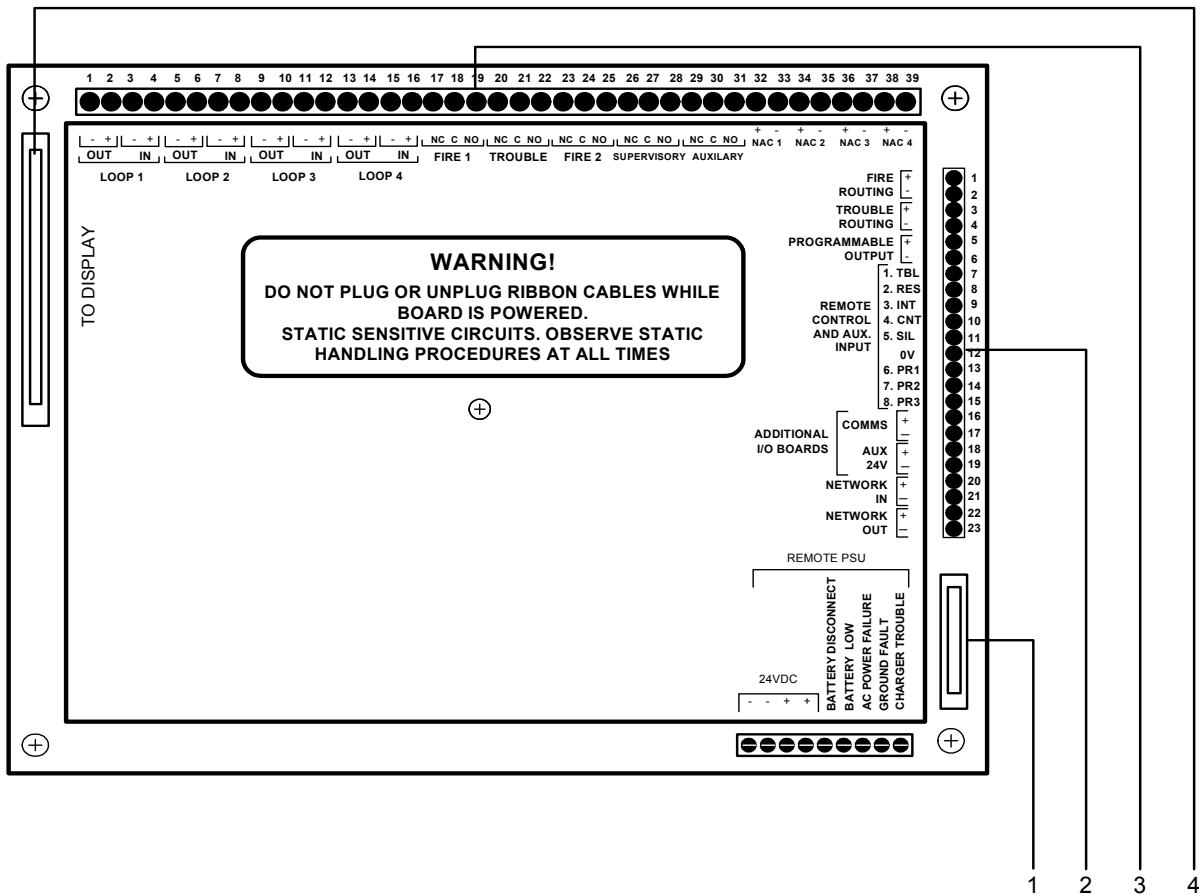 1 2 3 4 5 6 7 8 9 10 11 12 13 14 15 16 17 18 19 20 21 22 23 24 25 26 27 28 29 30 31 32 33 34 35 36 37 38 39
- + - + - + - + - + - + - + - + NC C NO NC C NO NC C NO NC C NO NC C NO + - + - + - + -
OUT IN OUT IN OUT IN OUT IN FIRE 1 TROUBLE FIRE 2 SUPERVISORY AUXILARY NAC 1 NAC 2 NAC 3 NAC 4
LOOP 1 LOOP 2 LOOP 3 LOOP 4
TO DISPLAY
WARNING!
DO NOT PLUG OR UNPLUG RIBBON CABLES WHILE
BOARD IS POWERED.
STATIC SENSITIVE CIRCUITS. OBSERVE STATIC
HANDLING PROCEDURES AT ALL TIMES
FIRE + 1
ROUTING - 2
TROUBLE + 3
ROUTING - 4
PROGRAMMABLE + 5
OUTPUT - 6
1. TBL 7
2. RES 8
REMOTE 3. INT 9
CONTROL 4. CNT 10
AND AUX. 5. SIL 11
INPUT 0V 12
6. PR1 13
7. PR2 14
8. PR3 15
COMMS + 16
ADDITIONAL – 17
I/O BOARDS AUX + 18
24V – 19
NETWORK + 20
IN – 21
NETWORK + 22
OUT – 23
REMOTE PSU
24VDC
- - + +
BATTERY DISCONNECT
BATTERY LOW
AC POWER FAILURE
GROUND FAULT
CHARGER TROUBLE
1 2 3 4